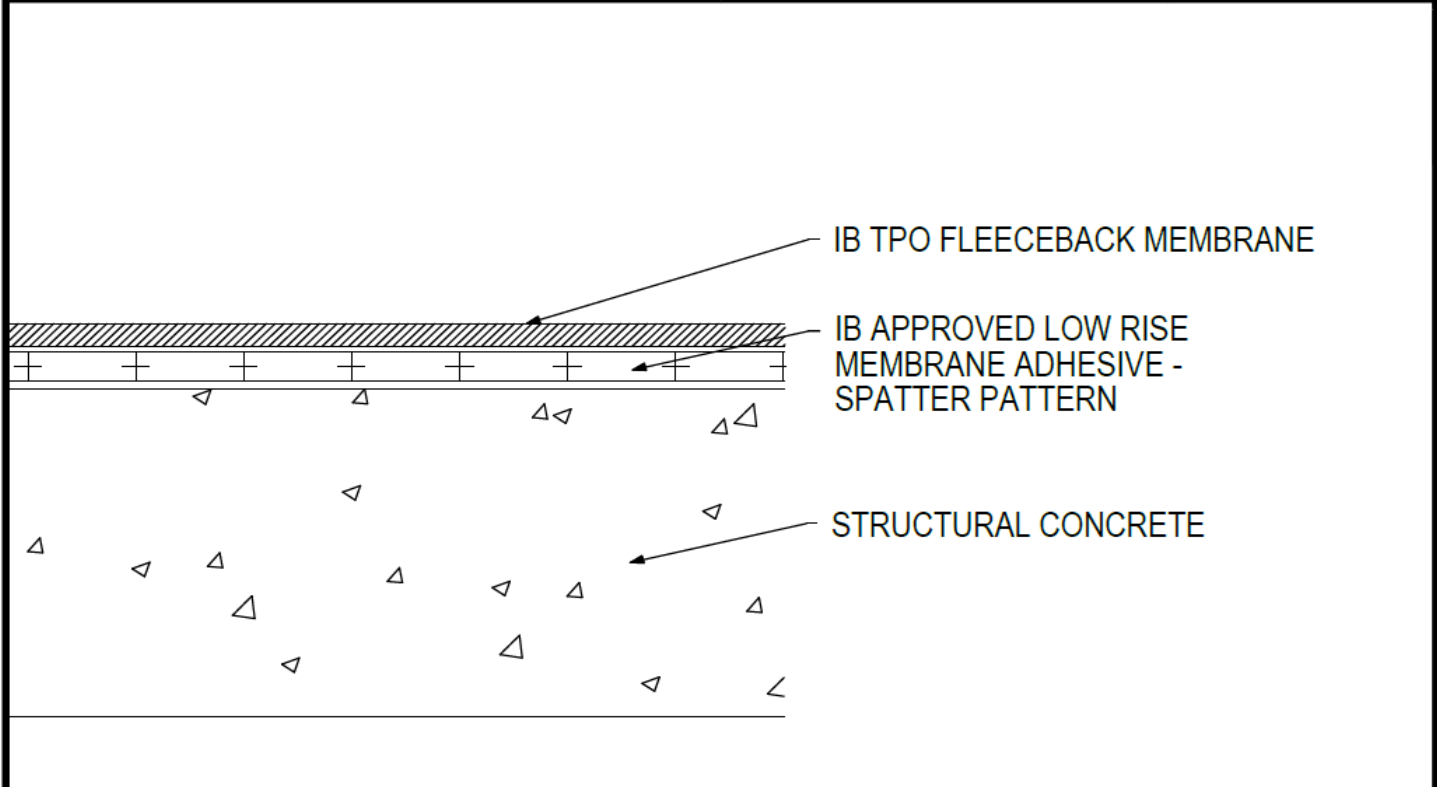 IB TPO FLEECEBACK MEMBRANE
IB APPROVED LOW RISE
MEMBRANE ADHESIVE -
SPATTER PATTERN
STRUCTURAL CONCRETE